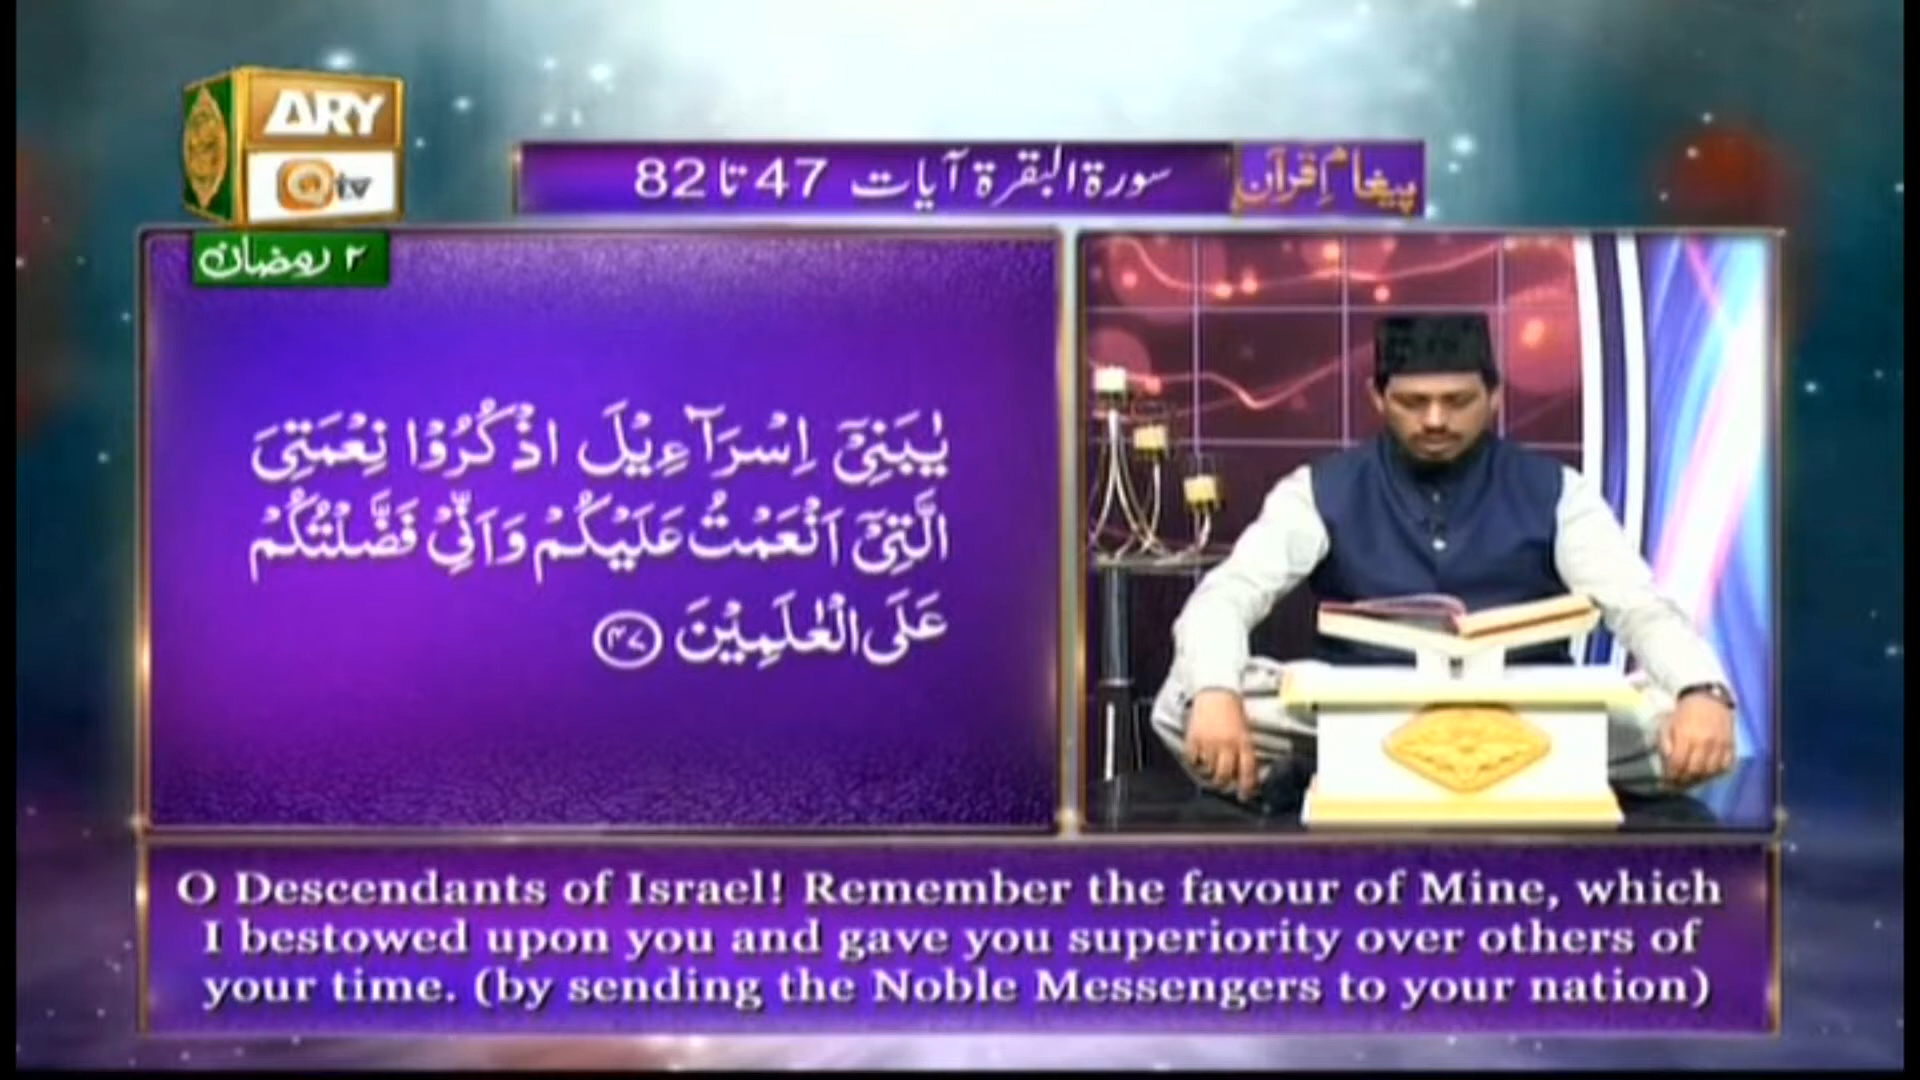 ARY
Qtv
پیغامِ قرآن
سورۃ البقرۃ آیات 47 تا 82
۲ رمضان
یٰبَنِیْۤ اِسْرَآءِیْلَ اذْكُرُوْا نِعْمَتِیَ
الَّتِیْۤ اَنْعَمْتُ عَلَیْكُمْ وَاَنِّیْ فَضَّلْتُكُمْ
عَلَی الْعٰلَمِیْنَ ﴿۴۷﴾
O Descendants of Israel! Remember the favour of Mine, which
I bestowed upon you and gave you superiority over others of
your time. (by sending the Noble Messengers to your nation)